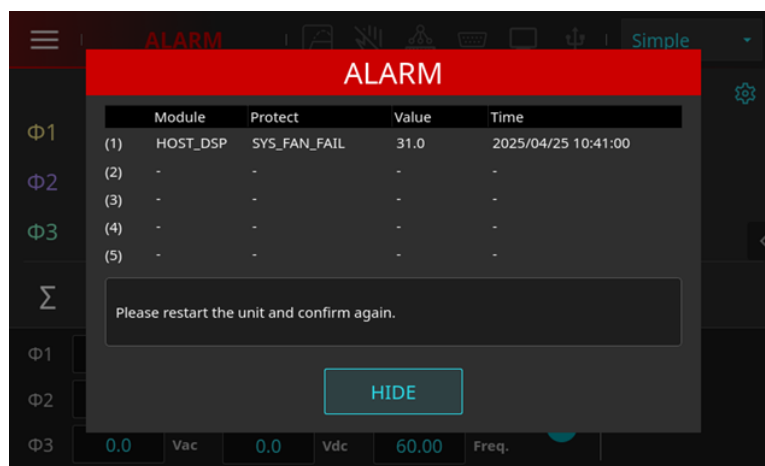 ALARM
Simple
ALARM
Module Protect Value Time
(1) HOST_DSP SYS_FAN_FAIL 31.0 2025/04/25 10:41:00
(2) - - - -
(3) - - - -
(4) - - - -
(5) - - - -
Please restart the unit and confirm again.
HIDE
Φ1
Φ2
Φ3
Σ
Φ1
Φ2
Φ3 0.0 Vac 0.0 Vdc 60.00 Freq.